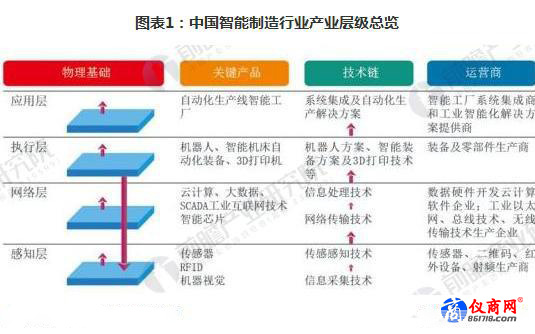 图表1：中国智能制造行业产业层级总览
物理基础 关键产品 技术链 运营商
应用层
自动化生产线智能工
厂
系统集成及自动化生
产解决方案
智能工厂系统集成商
和工业智能化解决方
案提供商
执行层
机器人、智能机床自
动化装备、3D打印机
机器人方案、智能装
备方案及3D打印技术
等
装备及零部件生产商
网络层
云计算、大数据、
SCADA工业互联网技术
智能芯片
信息处理技术
网络传输技术
数据硬件开发云计算
软件企业；工业以太
网、总线技术、无线
传输技术生产企业
感知层
传感器
RFID
机器视觉
传感感知技术
信息采集技术
传感器、二维码、红
外设备、射频生产商
前瞻产业研究院
商 仪商网
861718.com